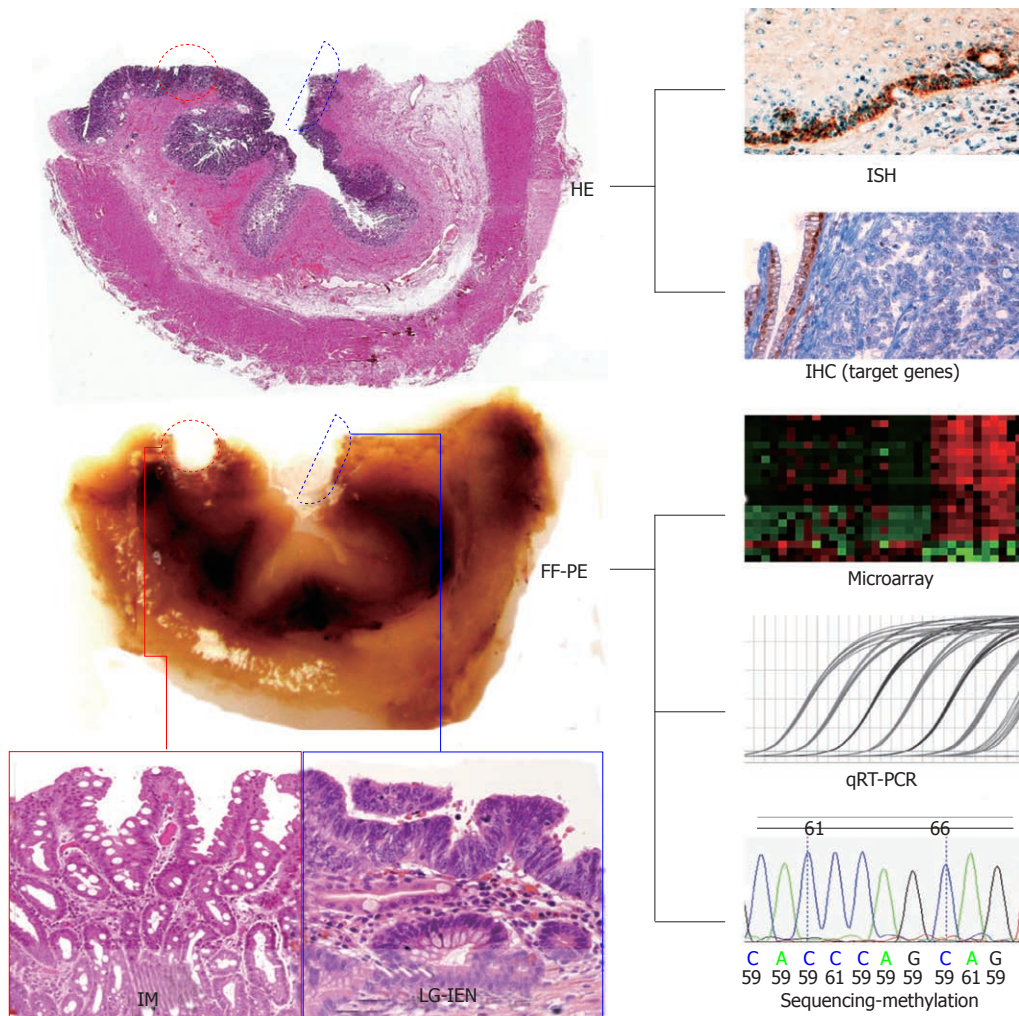 HE
ISH
IHC (target genes)
FF-PE
Microarray
qRT-PCR
IM
LG-IEN
61 66
C A C C C A G C A G
59 59 59 61 59 59 59 59 61 59
Sequencing-methylation